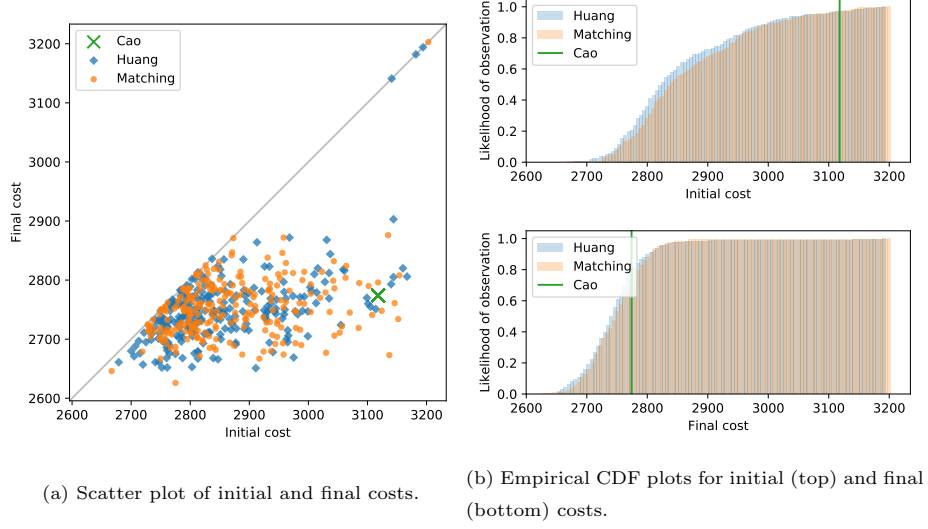 3200
3100
3000
2900
2800
2700
2600
Final cost
Cao
Huang
Matching
2600 2700 2800 2900 3000 3100 3200
Initial cost
(a) Scatter plot of initial and final costs.
1.0
0.8
0.6
0.4
0.2
0.0
Likelihood of observation
Huang
Matching
Cao
2600 2700 2800 2900 3000 3100 3200
Initial cost
1.0
0.8
0.6
0.4
0.2
0.0
Likelihood of observation
Huang
Matching
Cao
2600 2700 2800 2900 3000 3100 3200
Final cost
(b) Empirical CDF plots for initial (top) and final
(bottom) costs.